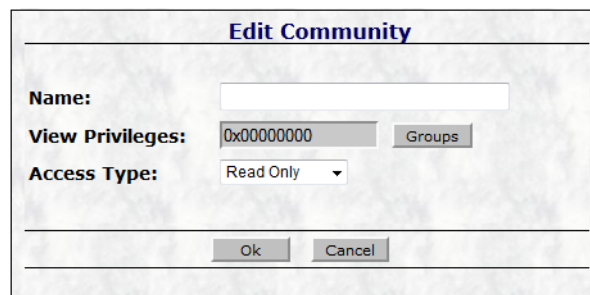 Edit Community
Name:
View Privileges: 0x00000000 Groups
Access Type: Read Only
Ok Cancel